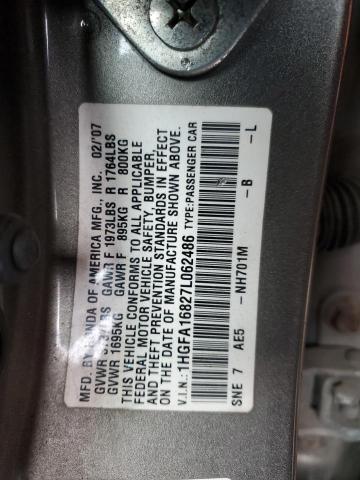 MFD. BY HONDA OF AMERICA MFG., INC. 02/'07
GVWR LBS GAWR F 1973LBS R 1764LBS
GVWR 1695KG GAWR F 895KG R 800KG
THIS VEHICLE CONFORMS TO ALL APPLICABLE
FEDERAL MOTOR VEHICLE SAFETY, BUMPER,
AND THEFT PREVENTION STANDARDS IN EFFECT
ON THE DATE OF MANUFACTURE SHOWN ABOVE.
V.I.N.: 1HGFA16827L062486 TYPE:PASSENGER CAR
SNE 7 AE5 - NH701M - B - L